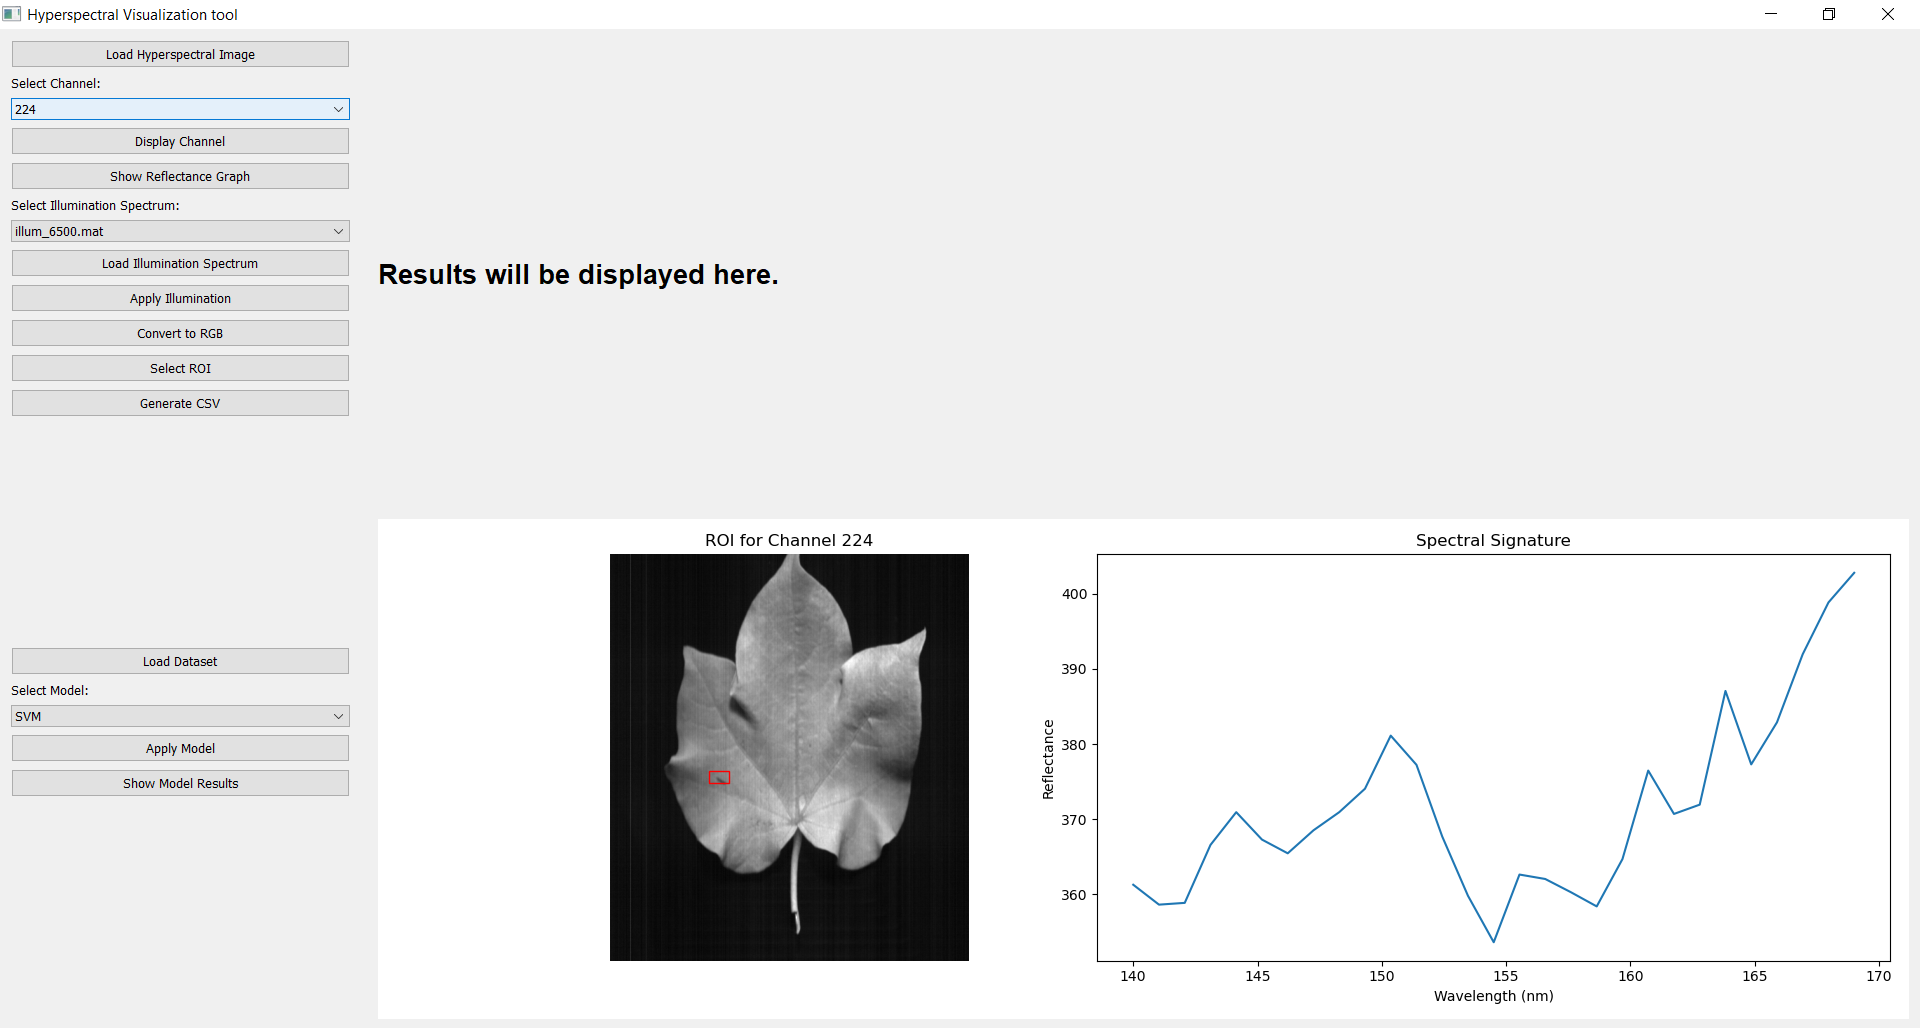 Hyperspectral Visualization tool
Load Hyperspectral Image
Select Channel:
224
Display Channel
Show Reflectance Graph
Select Illumination Spectrum:
illum_6500.mat
Load Illumination Spectrum
Apply Illumination
Convert to RGB
Select ROI
Generate CSV
Load Dataset
Select Model:
SVM
Apply Model
Show Model Results
Results will be displayed here.
ROI for Channel 224
Spectral Signature
Reflectance
400
390
380
370
360
140 145 150 155 160 165 170
Wavelength (nm)